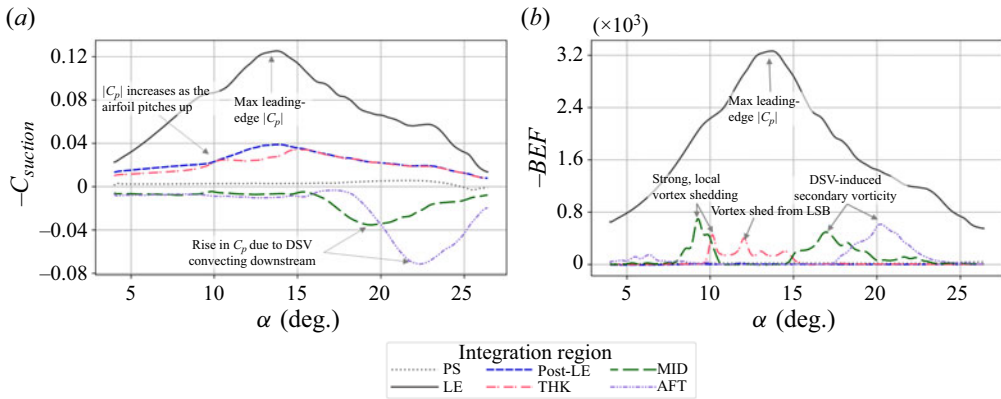 (a)
0.12
0.08
0.04
0
−0.04
−0.08
−C_suction
|C_p| increases as the
airfoil pitches up
Max leading-
edge |C_p|
Rise in C_p due to DSV
convecting downstream
5
10
15
20
25
α (deg.)
(b)
(×10³)
3.2
2.4
1.6
0.8
0
−BEF
Max leading-
edge |C_p|
Strong, local
vortex shedding
Vortex shed from LSB
DSV-induced
secondary vorticity
5
10
15
20
25
α (deg.)
Integration region
PS
Post-LE
MID
LE
THK
AFT